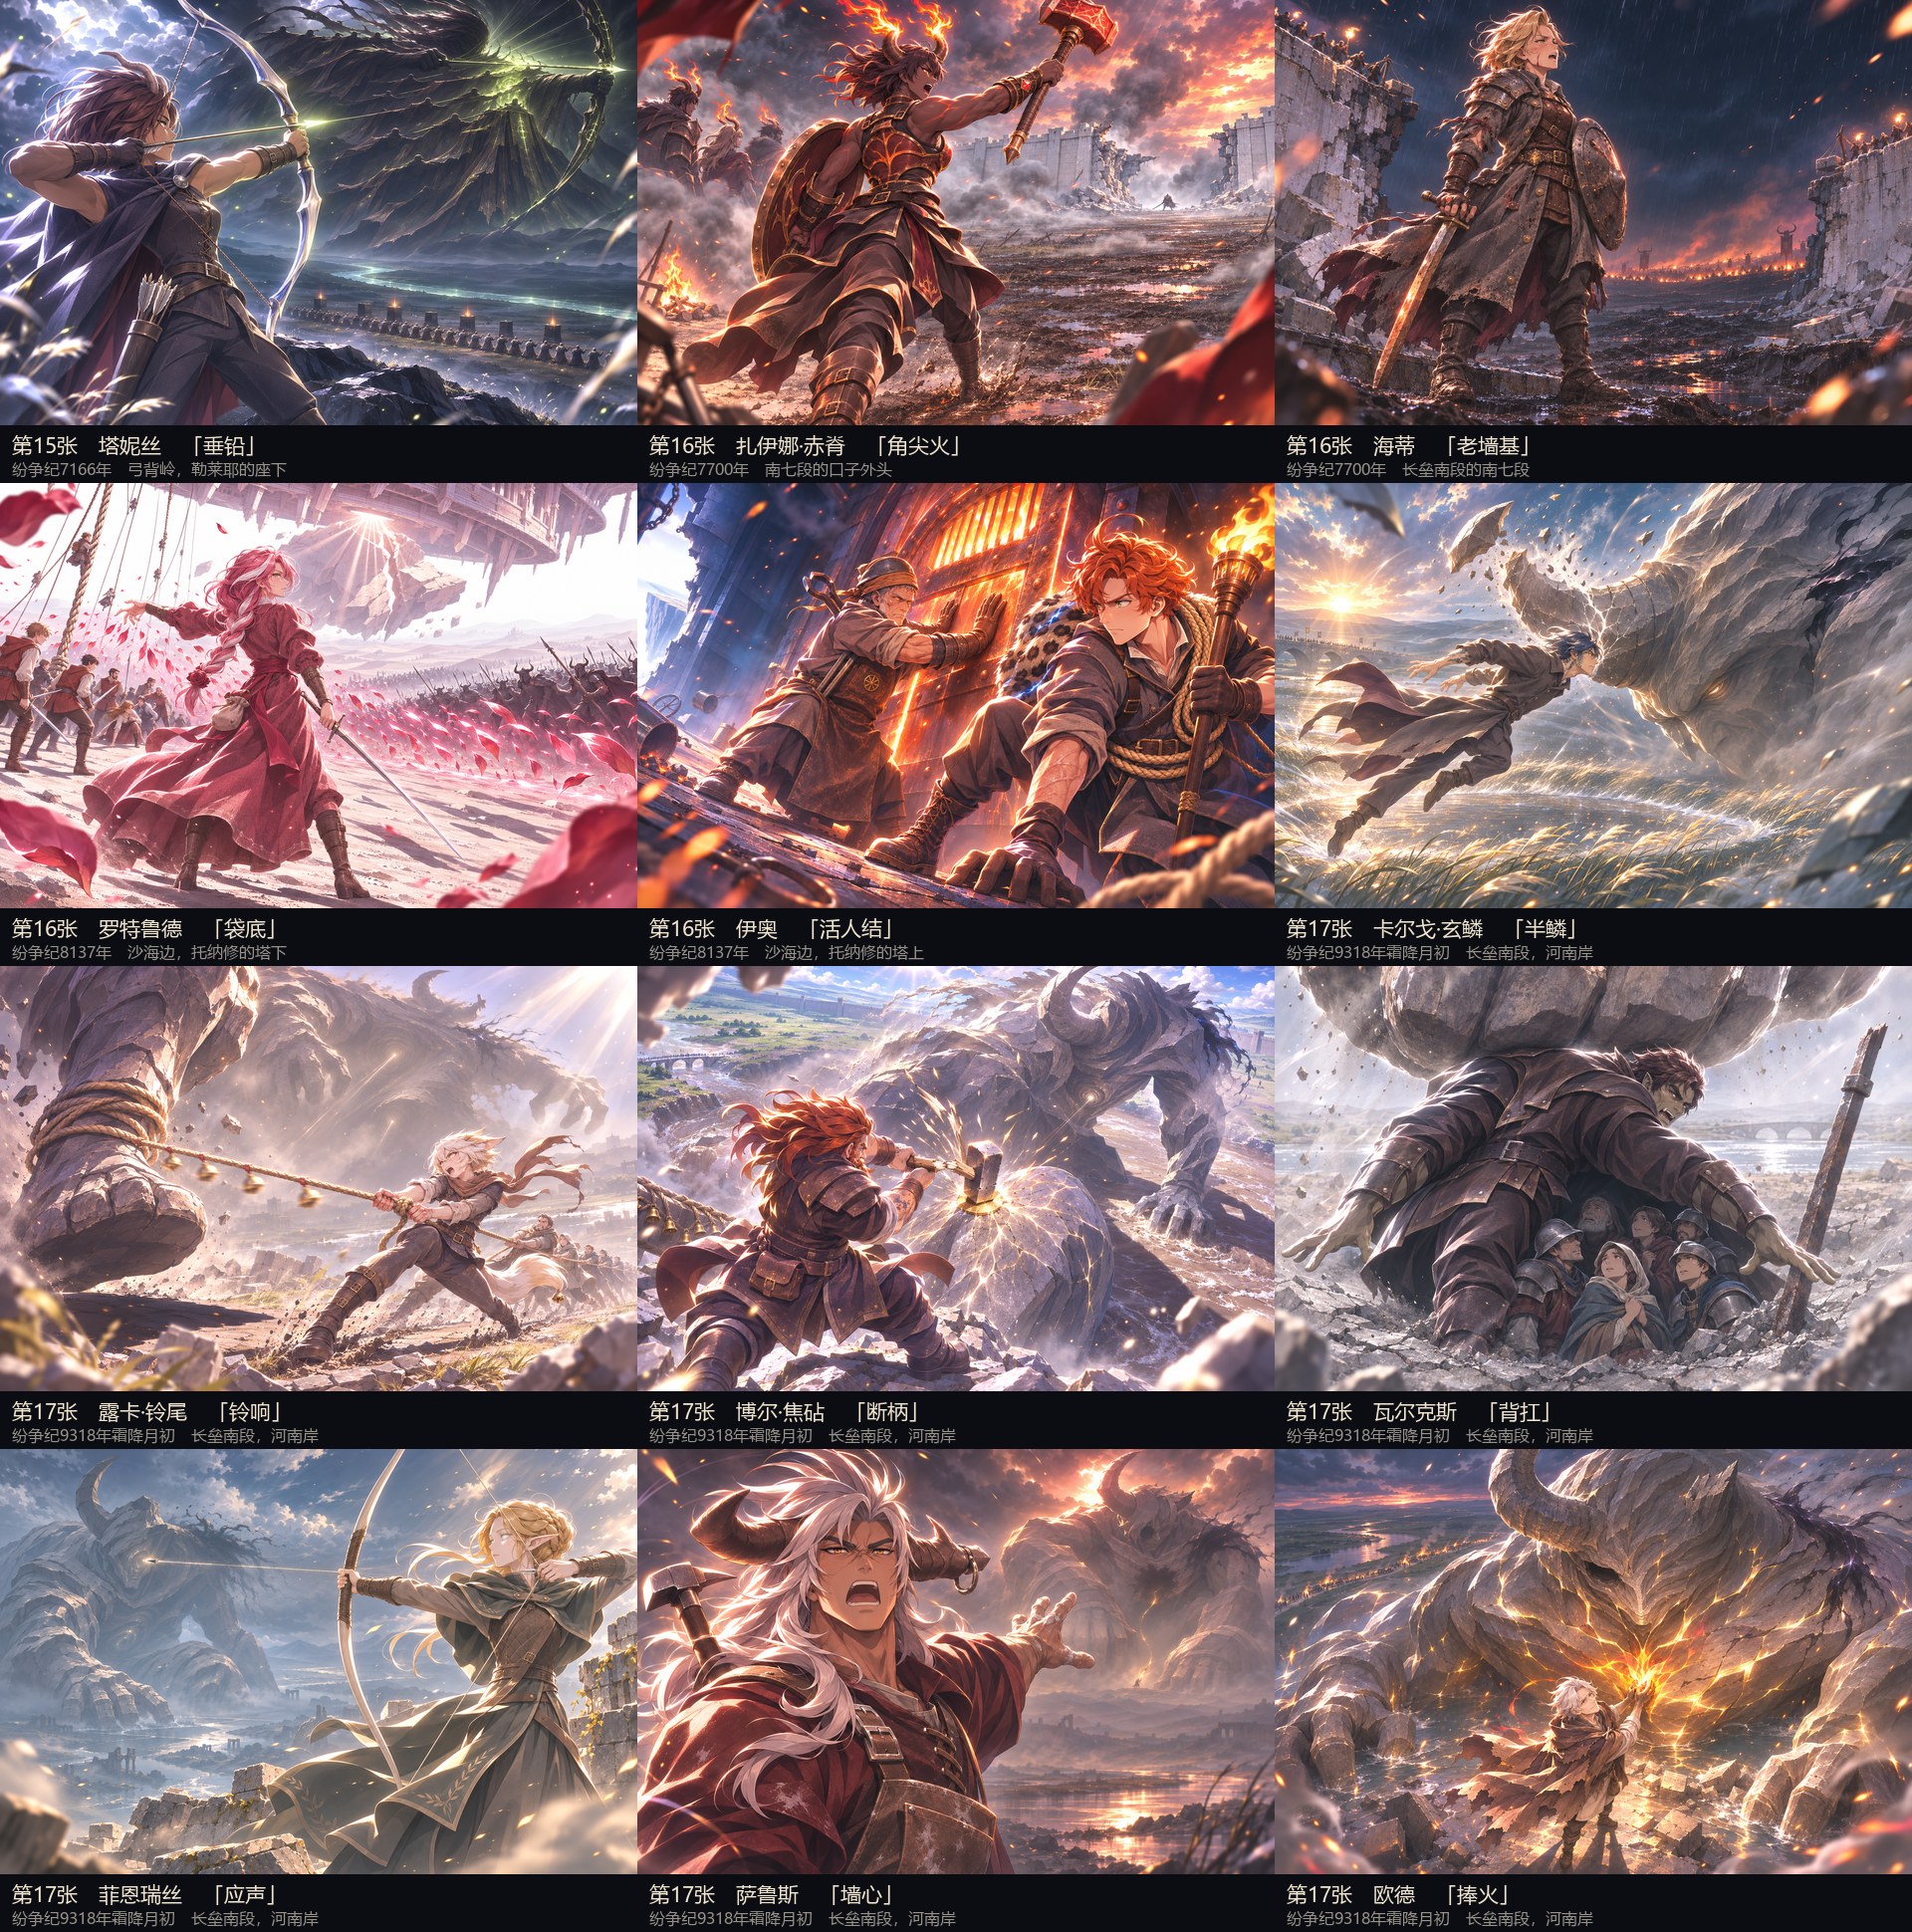 第15张 塔妮丝 「垂铅」
纷争纪7166年 弓背岭，勒莱耶的座下
第16张 扎伊娜·赤脊 「角尖火」
纷争纪7700年 南七段的口子外头
第16张 海蒂 「老墙基」
纷争纪7700年 长垒南段的南七段
第16张 罗特鲁德 「袋底」
纷争纪8137年 沙海边，托纳修的塔下
第16张 伊奥 「活人结」
纷争纪8137年 沙海边，托纳修的塔上
第17张 卡尔戈·玄鳞 「半鳞」
纷争纪9318年霜降月初 长垒南段，河南岸
第17张 露卡·铃尾 「铃响」
纷争纪9318年霜降月初 长垒南段，河南岸
第17张 博尔·焦砧 「断柄」
纷争纪9318年霜降月初 长垒南段，河南岸
第17张 瓦尔克斯 「背扛」
纷争纪9318年霜降月初 长垒南段，河南岸
第17张 菲恩瑞丝 「应声」
纷争纪9318年霜降月初 长垒南段，河南岸
第17张 萨鲁斯 「墙心」
纷争纪9318年霜降月初 长垒南段，河南岸
第17张 欧德 「捧火」
纷争纪9318年霜降月初 长垒南段，河南岸